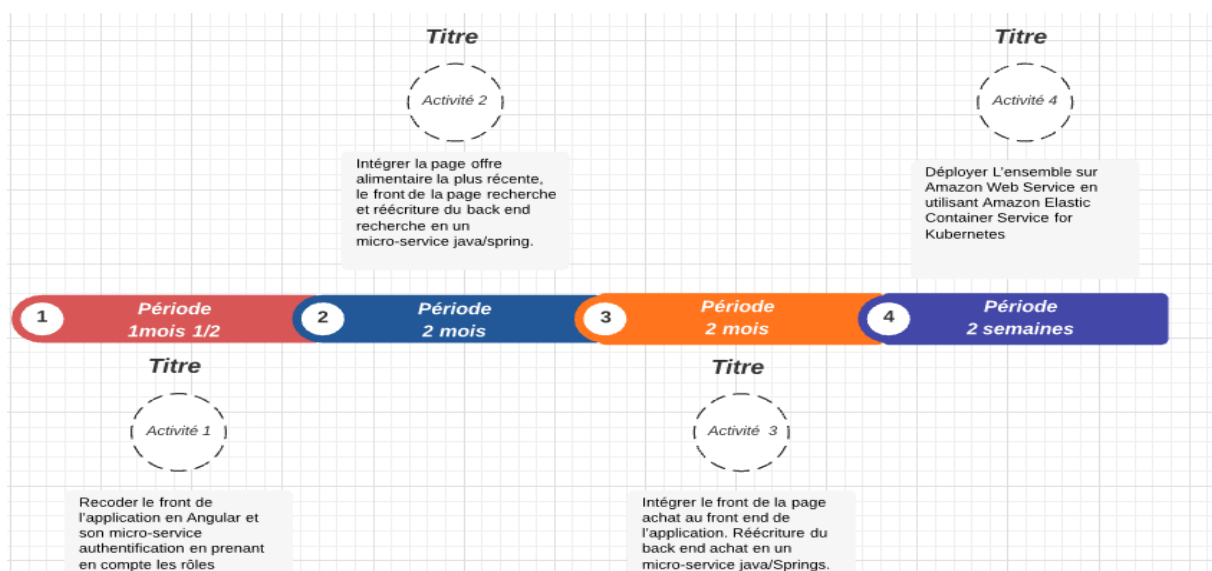 Titre
Activité 2
Intégrer la page offre
alimentaire la plus récente,
le front de la page recherche
et réécriture du back end
recherche en un
micro-service java/spring.
Titre
Activité 4
Déployer L'ensemble sur
Amazon Web Service en
utilisant Amazon Elastic
Container Service for
Kubernetes
1
Période
1mois 1/2
2
Période
2 mois
3
Période
2 mois
4
Période
2 semaines
Titre
Activité 1
Recoder le front de
l'application en Angular et
son micro-service
authentification en prenant
en compte les rôles
Titre
Activité 3
Intégrer le front de la page
achat au front end de
l'application. Réécriture du
back end achat en un
micro-service java/Springs.